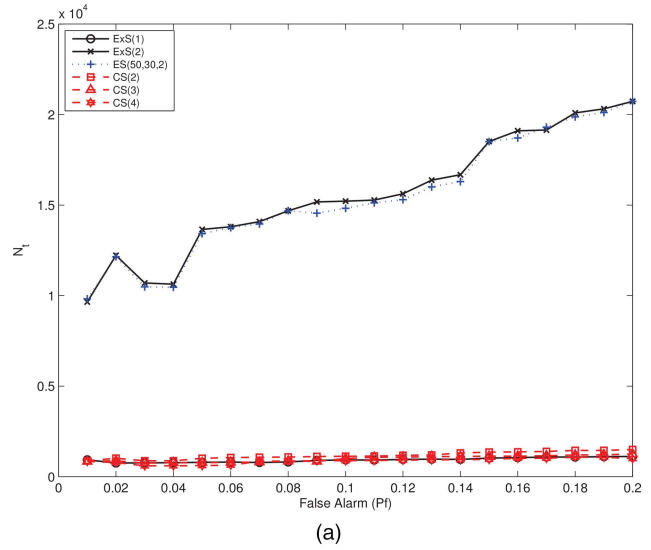 x 10^4
2.5
2
1.5
1
0.5
0
N_t
ExS(1)
ExS(2)
ES(50,30,2)
CS(2)
CS(3)
CS(4)
0 0.02 0.04 0.06 0.08 0.1 0.12 0.14 0.16 0.18 0.2
False Alarm (Pf)
(a)